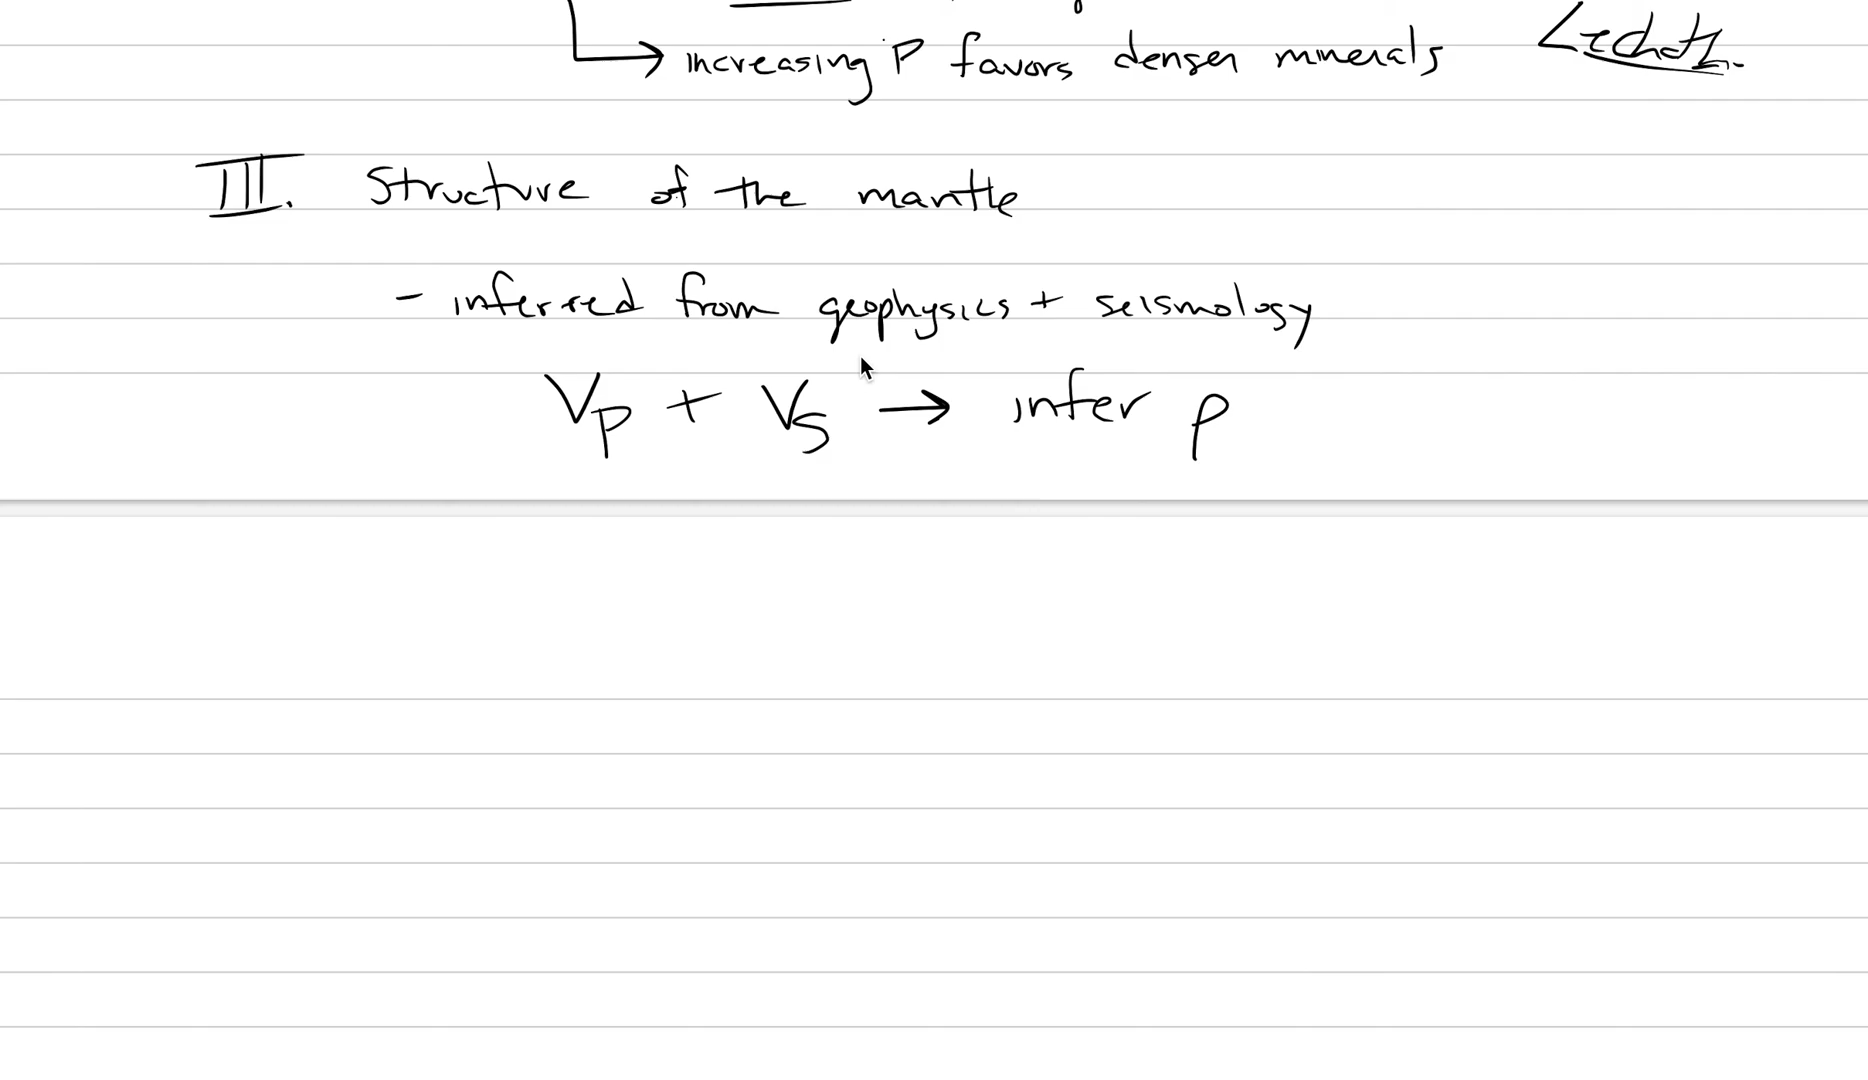 → increasing P favors denser minerals
III. Structure of the mantle
- inferred from geophysics + seismology
Vp + Vs → infer ρ